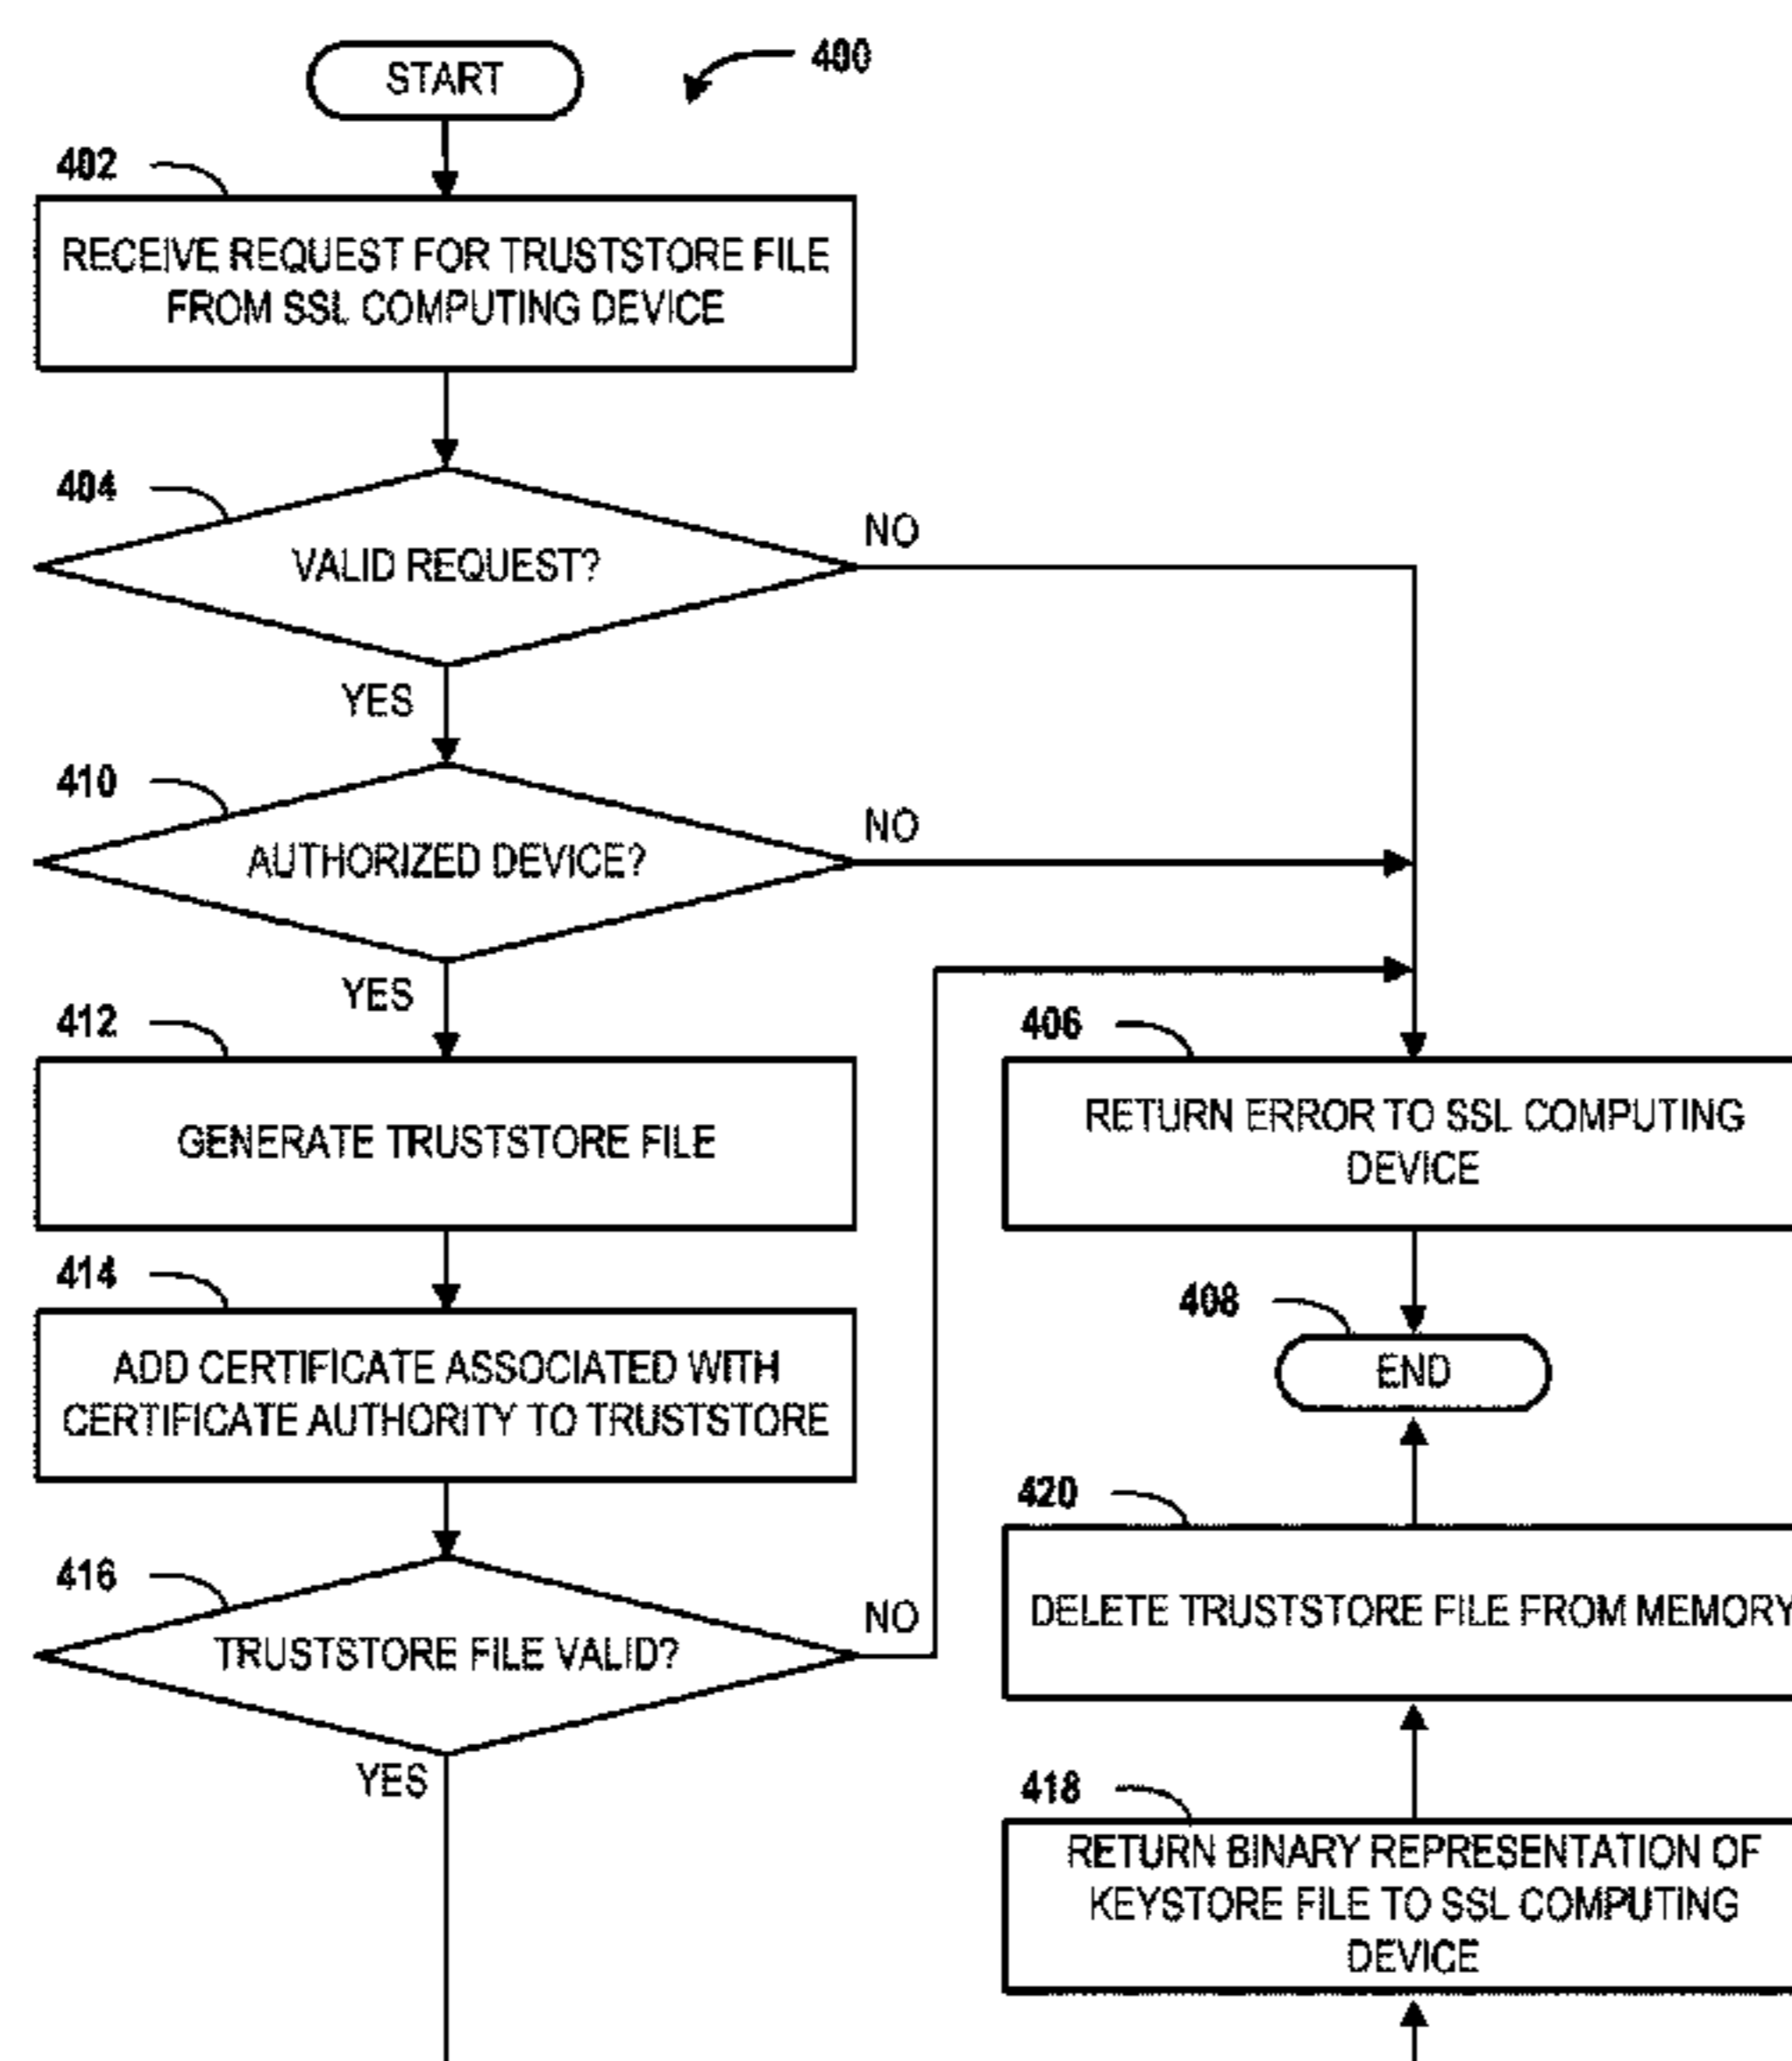 START
400
402
RECEIVE REQUEST FOR TRUSTSTORE FILE
FROM SSL COMPUTING DEVICE
404
VALID REQUEST?
NO
YES
410
AUTHORIZED DEVICE?
NO
YES
412
GENERATE TRUSTSTORE FILE
414
ADD CERTIFICATE ASSOCIATED WITH
CERTIFICATE AUTHORITY TO TRUSTSTORE
416
TRUSTSTORE FILE VALID?
NO
YES
406
RETURN ERROR TO SSL COMPUTING
DEVICE
408
END
420
DELETE TRUSTSTORE FILE FROM MEMORY
418
RETURN BINARY REPRESENTATION OF
KEYSTORE FILE TO SSL COMPUTING
DEVICE